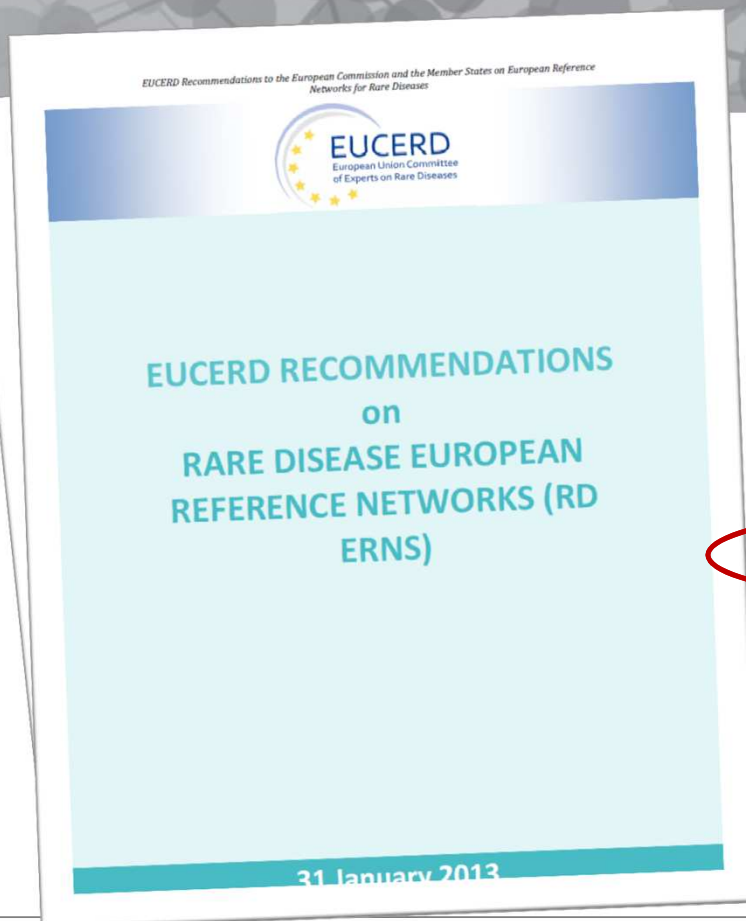 EUCERD Recommendations to the European Commission and the Member States on European Reference
Networks for Rare Diseases
EUCERD
European Union Committee
of Experts on Rare Diseases
EUCERD RECOMMENDATIONS
on
RARE DISEASE EUROPEAN
REFERENCE NETWORKS (RD
ERNS)
31 January 2013